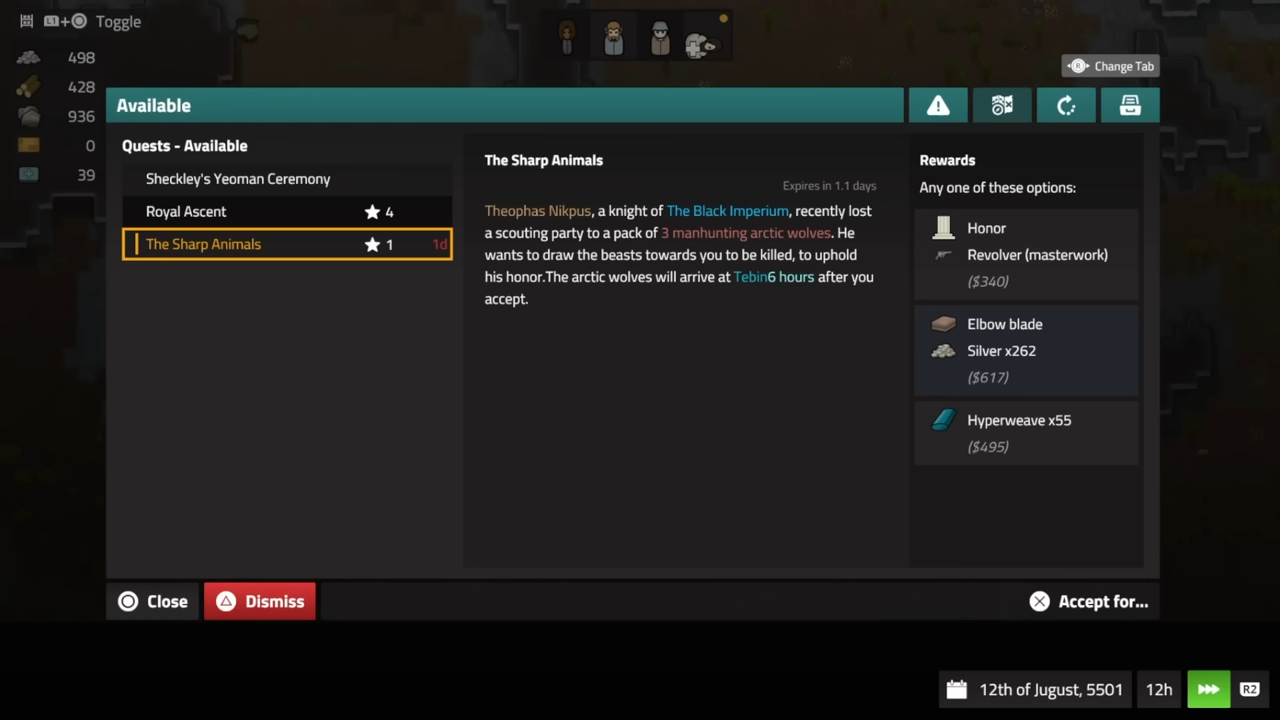 L1+ Toggle
498
428
936
0
39
Change Tab
Available
Quests - Available
Sheckley's Yeoman Ceremony
Royal Ascent 4
The Sharp Animals 1 1d
The Sharp Animals
Expires in 1.1 days
Theophas Nikpus, a knight of The Black Imperium, recently lost
a scouting party to a pack of 3 manhunting arctic wolves. He
wants to draw the beasts towards you to be killed, to uphold
his honor.The arctic wolves will arrive at Tebin6 hours after you
accept.
Rewards
Any one of these options:
Honor
Revolver (masterwork)
($340)
Elbow blade
Silver x262
($617)
Hyperweave x55
($495)
Close
Dismiss
Accept for...
12th of Jugust, 5501
12h
R2